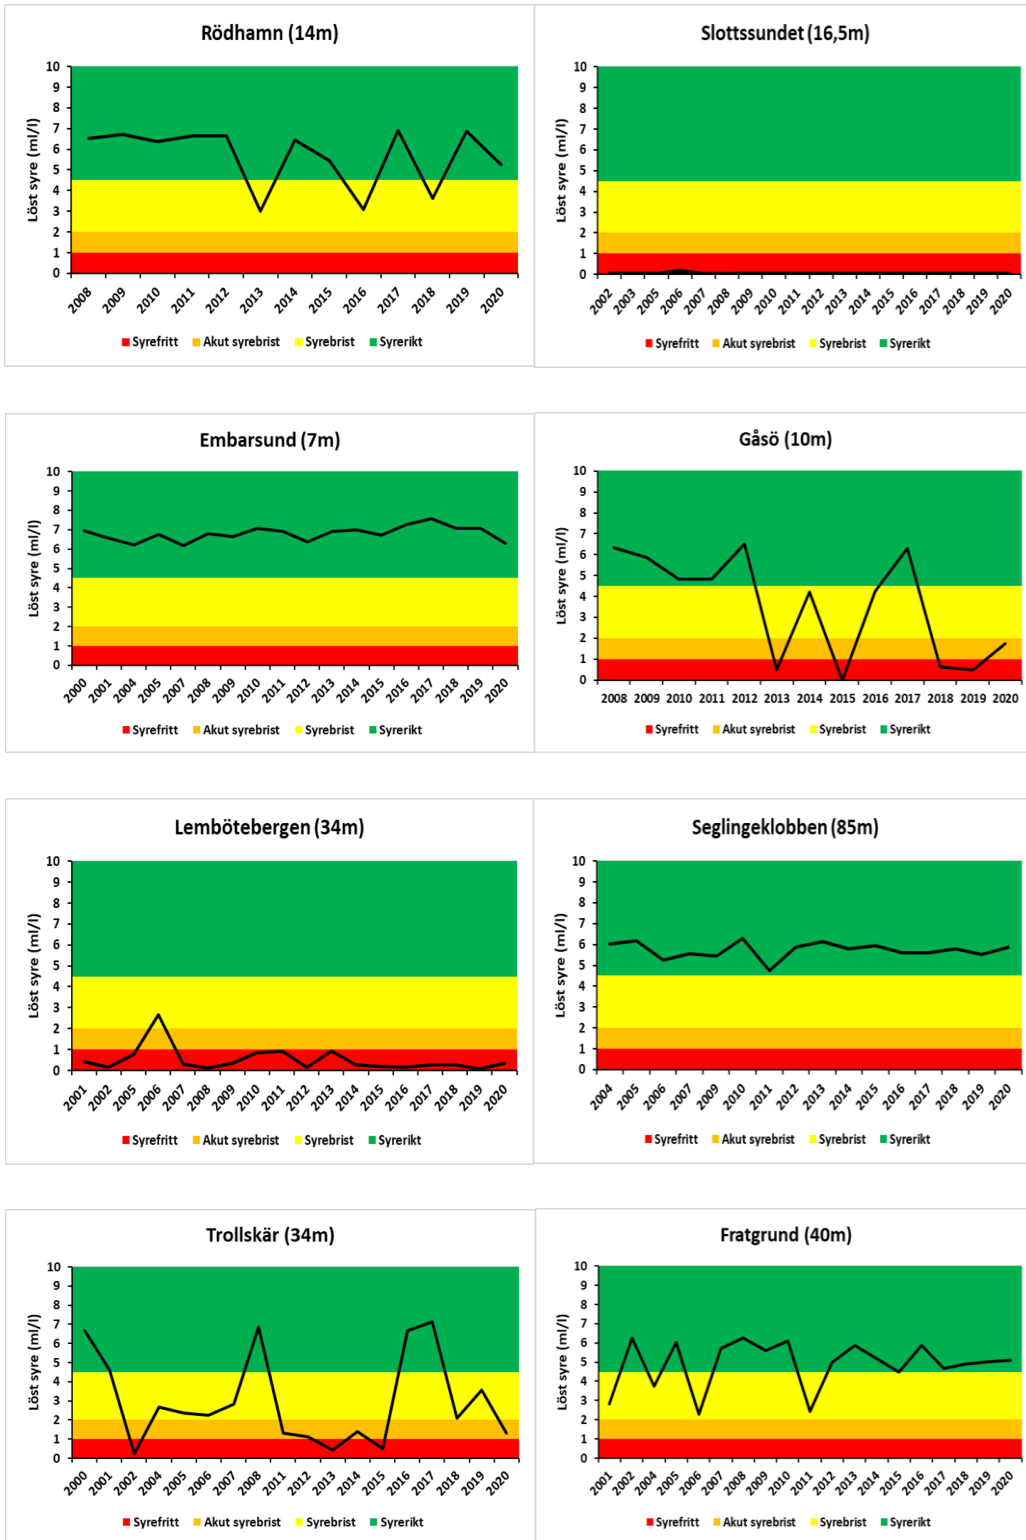 Rödhamn (14m)
Löst syre (ml/l)
10
9
8
7
6
5
4
3
2
1
0
2008 2009 2010 2011 2012 2013 2014 2015 2016 2017 2018 2019 2020
Syrefritt Akut syrebrist Syrebrist Syrerikt
Slottssundet (16,5m)
Löst syre (ml/l)
10
9
8
7
6
5
4
3
2
1
0
2002 2003 2005 2006 2007 2008 2009 2010 2011 2012 2013 2014 2015 2016 2017 2018 2019 2020
Syrefritt Akut syrebrist Syrebrist Syrerikt
Embarsund (7m)
Löst syre (ml/l)
10
9
8
7
6
5
4
3
2
1
0
2000 2001 2004 2005 2007 2008 2009 2010 2011 2012 2013 2014 2015 2016 2017 2018 2019 2020
Syrefritt Akut syrebrist Syrebrist Syrerikt
Gåsö (10m)
Löst syre (ml/l)
10
9
8
7
6
5
4
3
2
1
0
2008 2009 2010 2011 2012 2013 2014 2015 2016 2017 2018 2019 2020
Syrefritt Akut syrebrist Syrebrist Syrerikt
Lembötebergen (34m)
Löst syre (ml/l)
10
9
8
7
6
5
4
3
2
1
0
2001 2002 2005 2006 2007 2008 2009 2010 2011 2012 2013 2014 2015 2016 2017 2018 2019 2020
Syrefritt Akut syrebrist Syrebrist Syrerikt
Seglingeklobben (85m)
Löst syre (ml/l)
10
9
8
7
6
5
4
3
2
1
0
2004 2005 2006 2007 2009 2010 2011 2012 2013 2014 2015 2016 2017 2018 2019 2020
Syrefritt Akut syrebrist Syrebrist Syrerikt
Trollskär (34m)
Löst syre (ml/l)
10
9
8
7
6
5
4
3
2
1
0
2000 2001 2002 2004 2005 2006 2007 2008 2011 2012 2013 2014 2015 2016 2017 2018 2019 2020
Syrefritt Akut syrebrist Syrebrist Syrerikt
Fratgrund (40m)
Löst syre (ml/l)
10
9
8
7
6
5
4
3
2
1
0
2001 2002 2004 2005 2006 2007 2008 2009 2010 2011 2012 2013 2014 2015 2016 2017 2018 2019 2020
Syrefritt Akut syrebrist Syrebrist Syrerikt